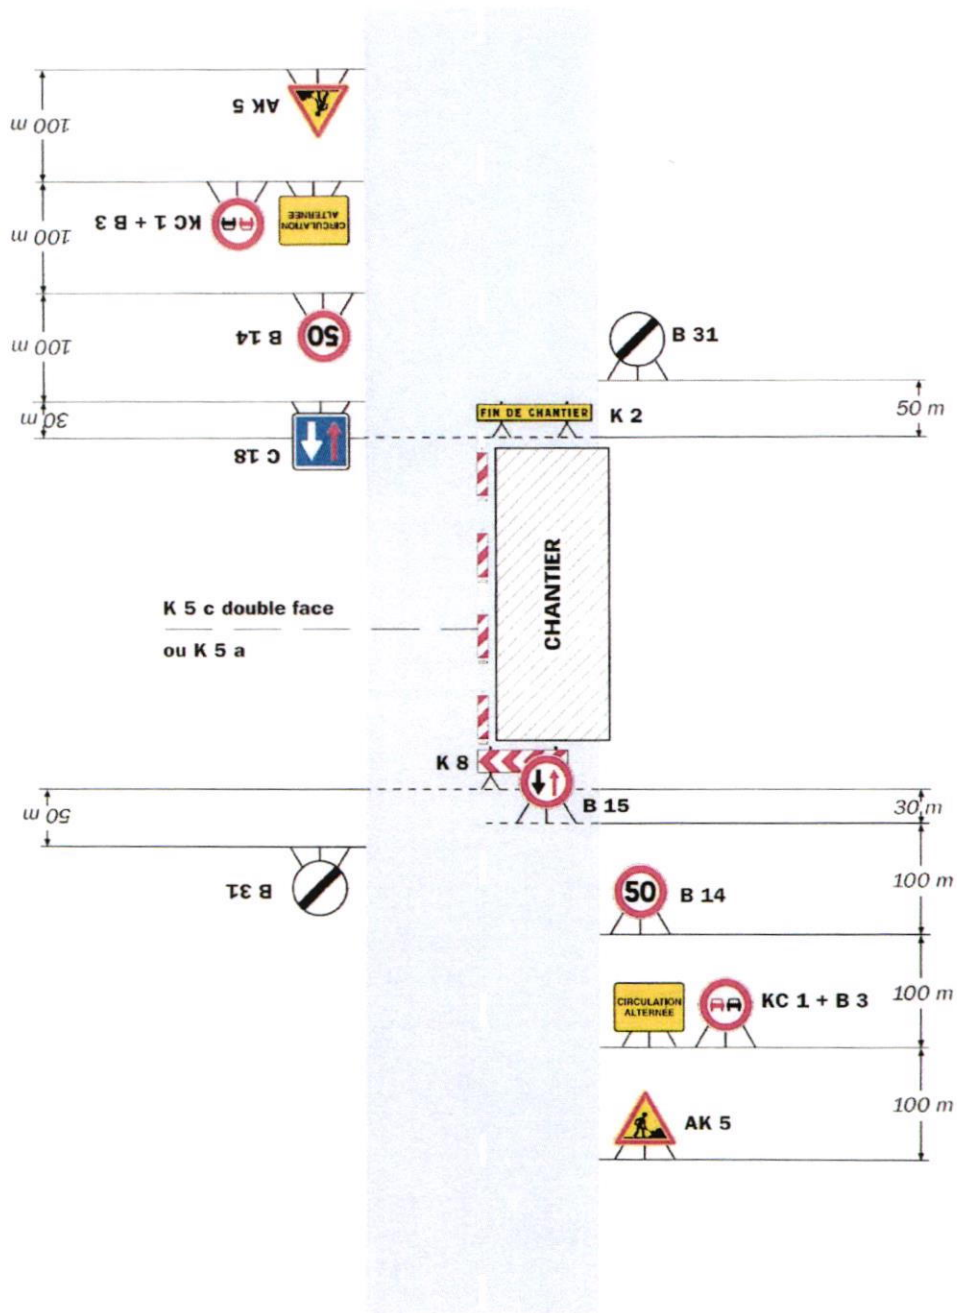 AK 5
100 m
KC 1 + B 3
CIRCULATION
ALTERNÉE
100 m
B 14
50
100 m
B 31
30 m
C 18
FIN DE CHANTIER
K 2
50 m
CHANTIER
K 5 c double face
ou K 5 a
K 8
B 15
30 m
50 m
B 31
50
B 14
100 m
CIRCULATION
ALTERNÉE
KC 1 + B 3
100 m
AK 5
100 m